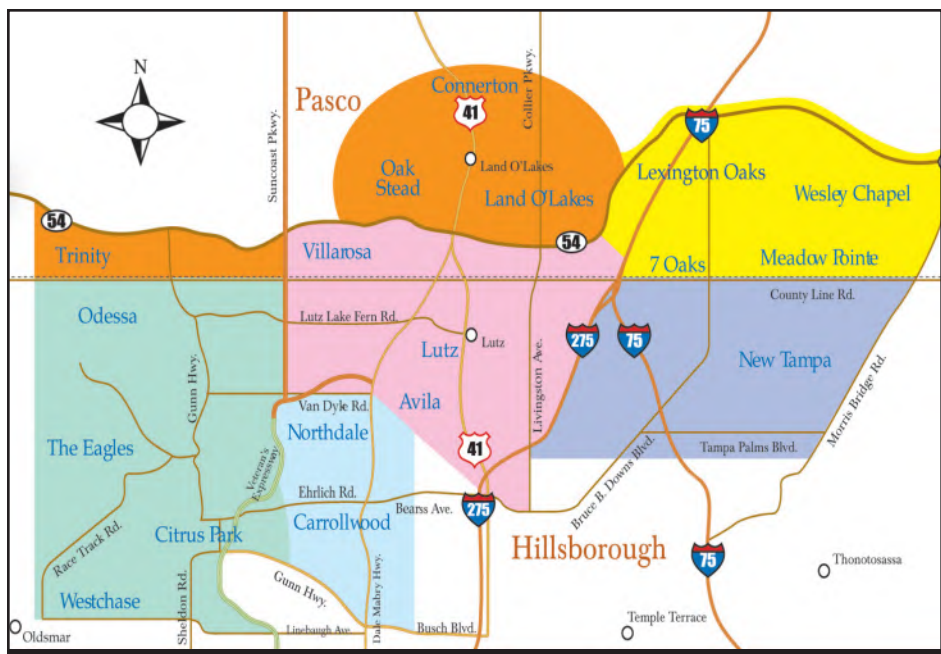 N
Suncoast Pkwy.
Pasco
Connerton
41
Collier Pkwy.
75
Land O'Lakes
Oak
Stead
Land O'Lakes
Lexington Oaks
Wesley Chapel
54
Trinity
Villarosa
54
7 Oaks
Meadow Pointe
County Line Rd.
Odessa
Lutz Lake Fern Rd.
Lutz
Lutz
275
75
New Tampa
Gunn Hwy.
Livingston Ave.
Morris Bridge Rd.
Avila
Van Dyke Rd.
Northdale
The Eagles
41
Tampa Palms Blvd.
Veteran's
Expressway
Ehrlich Rd.
Bearss Ave.
275
Bruce B. Downs Blvd.
Race Track Rd.
Citrus Park
Carrollwood
Hillsborough
75
Thonotosassa
Gunn Hwy.
Westchase
Sheldon Rd.
Dale Mabry Hwy.
Oldsmar
Linebaugh Ave.
Busch Blvd.
Temple Terrace